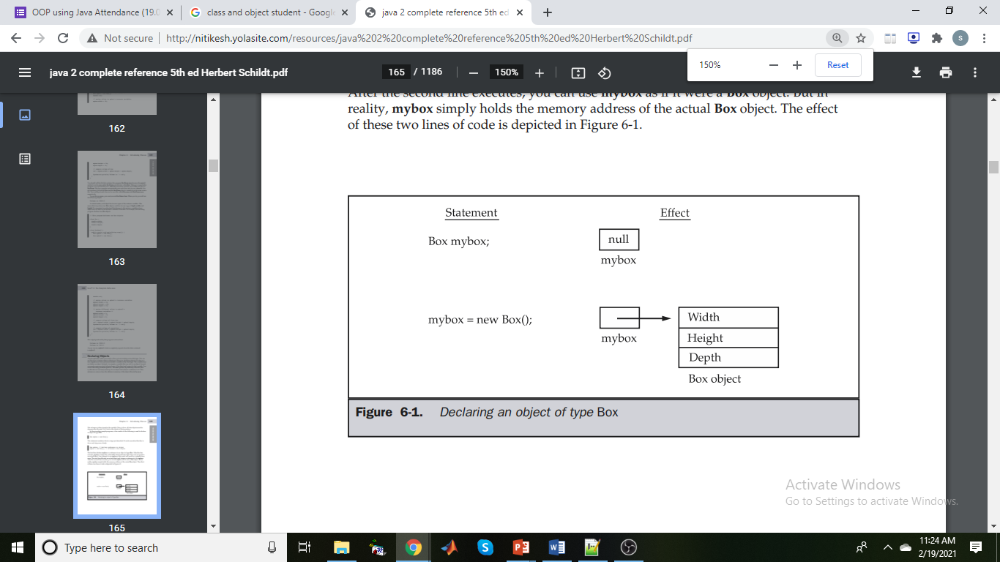 OOP using Java Attendance (19.0
class and object student - Google
java 2 complete reference 5th ed
Not secure
http://nitikesh.yolasite.com/resources/java%202%20complete%20reference%205th%20ed%20Herbert%20Schildt.pdf
S
java 2 complete reference 5th ed Herbert Schildt.pdf
165 / 1186
150%
150%
Reset
162
163
164
165
After the second line executes, you can use mybox as if it were a Box object. But in
reality, mybox simply holds the memory address of the actual Box object. The effect
of these two lines of code is depicted in Figure 6-1.
Statement
Effect
Box mybox;
null
mybox
mybox = new Box();
mybox
Width
Height
Depth
Box object
Figure 6-1. Declaring an object of type Box
Activate Windows
Go to Settings to activate Windows.
Type here to search
11:24 AM
2/19/2021